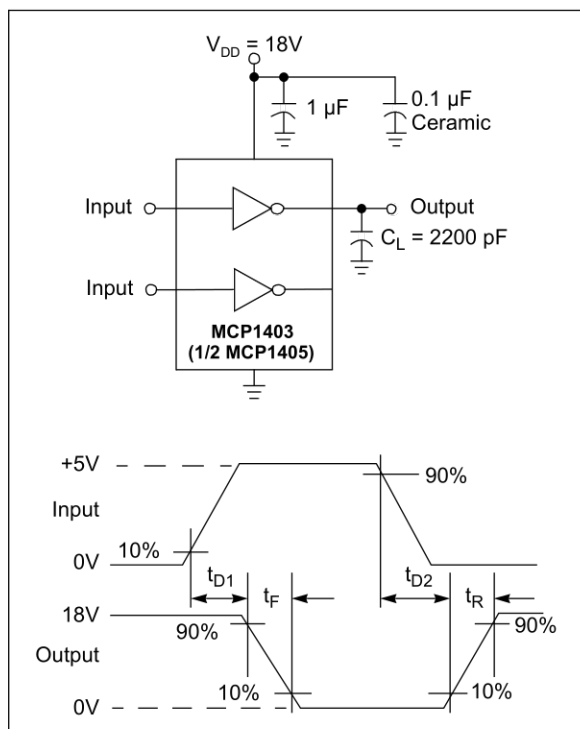 V_DD = 18V
1 µF
0.1 µF
Ceramic
Input
Output
C_L = 2200 pF
Input
MCP1403
(1/2 MCP1405)
+5V
90%
Input
10%
0V
t_D1
t_F
t_D2
t_R
18V
90%
90%
Output
10%
10%
0V